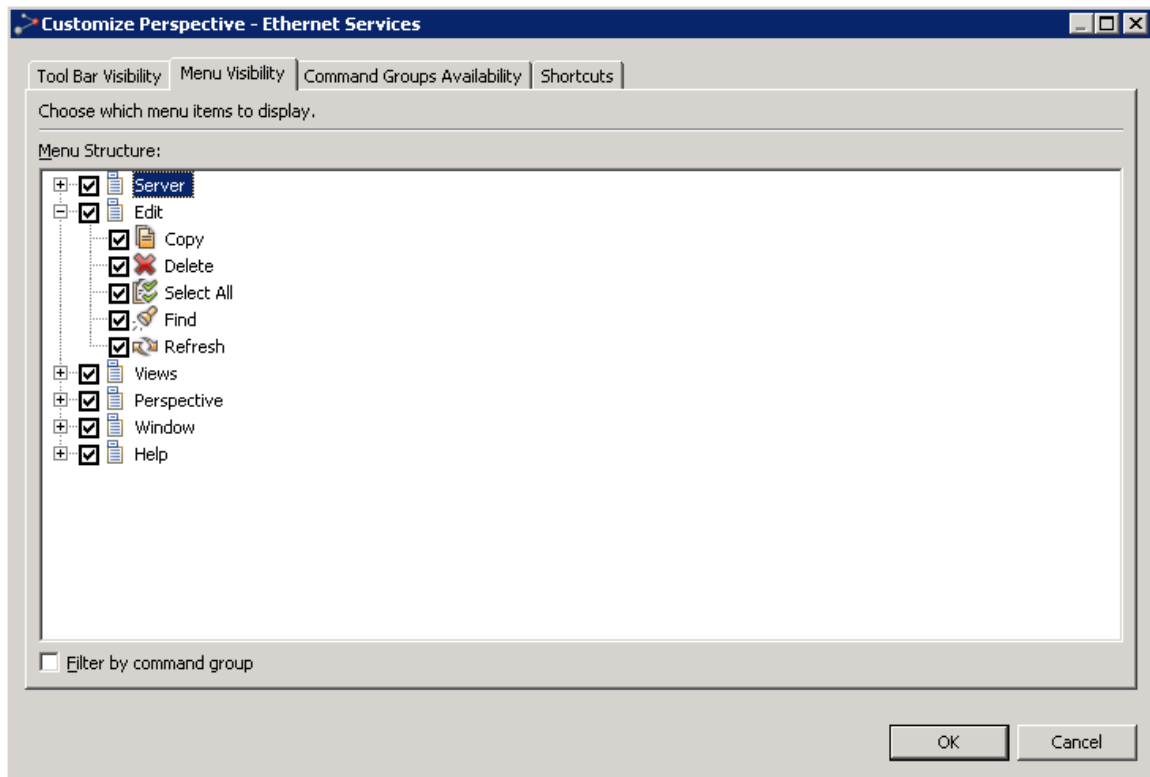 Customize Perspective - Ethernet Services
Tool Bar Visibility Menu Visibility Command Groups Availability Shortcuts
Choose which menu items to display.
Menu Structure:
Server
Edit
Copy
Delete
Select All
Find
Refresh
Views
Perspective
Window
Help
Filter by command group
OK Cancel